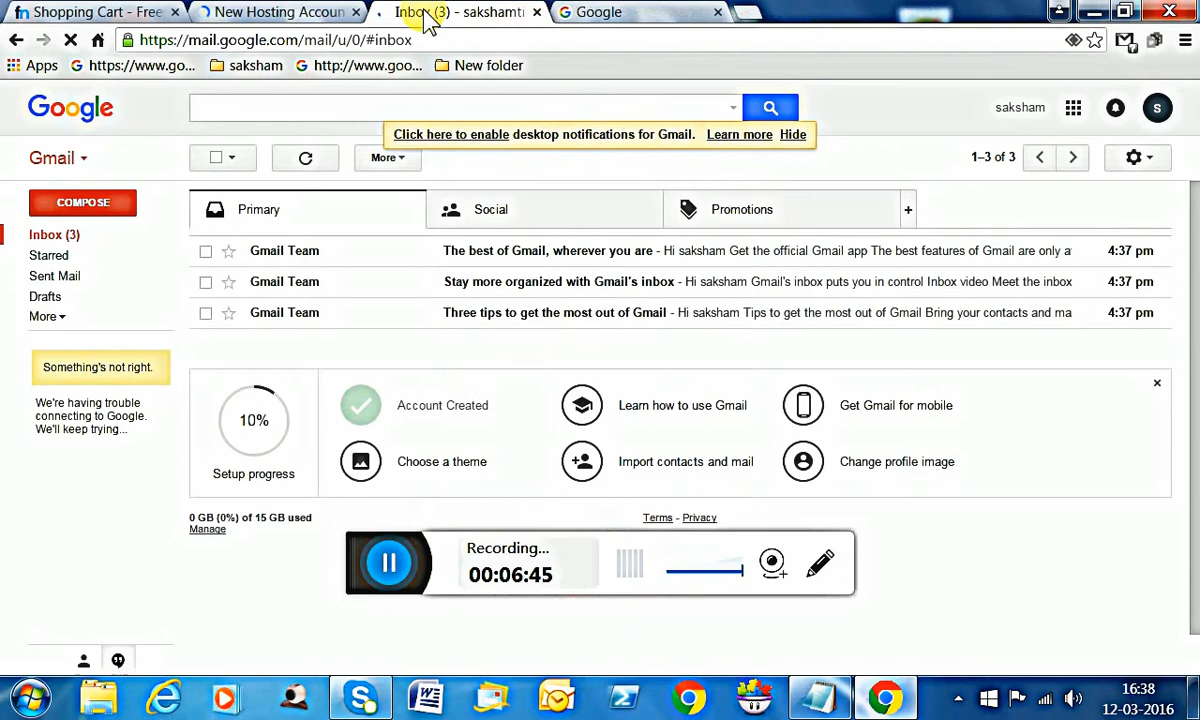 Shopping Cart - Free
New Hosting Accoun
Inbox (3) - sakshamt
Google
https://mail.google.com/mail/u/0/#inbox
Apps
https://www.go...
saksham
http://www.goo...
New folder
Google
saksham
S
Click here to enable desktop notifications for Gmail. Learn more Hide
Gmail
More
1–3 of 3
COMPOSE
Primary
Social
Promotions
+
Inbox (3)
Starred
Sent Mail
Drafts
More
Gmail Team The best of Gmail, wherever you are - Hi saksham Get the official Gmail app The best features of Gmail are only a 4:37 pm
Gmail Team Stay more organized with Gmail's inbox - Hi saksham Gmail's inbox puts you in control Inbox video Meet the inbox 4:37 pm
Gmail Team Three tips to get the most out of Gmail - Hi saksham Tips to get the most out of Gmail Bring your contacts and ma 4:37 pm
Something's not right.
We're having trouble
connecting to Google.
We'll keep trying...
10%
Setup progress
Account Created
Learn how to use Gmail
Get Gmail for mobile
Choose a theme
Import contacts and mail
Change profile image
0 GB (0%) of 15 GB used
Manage
Terms - Privacy
Recording...
00:06:45
16:38
12-03-2016